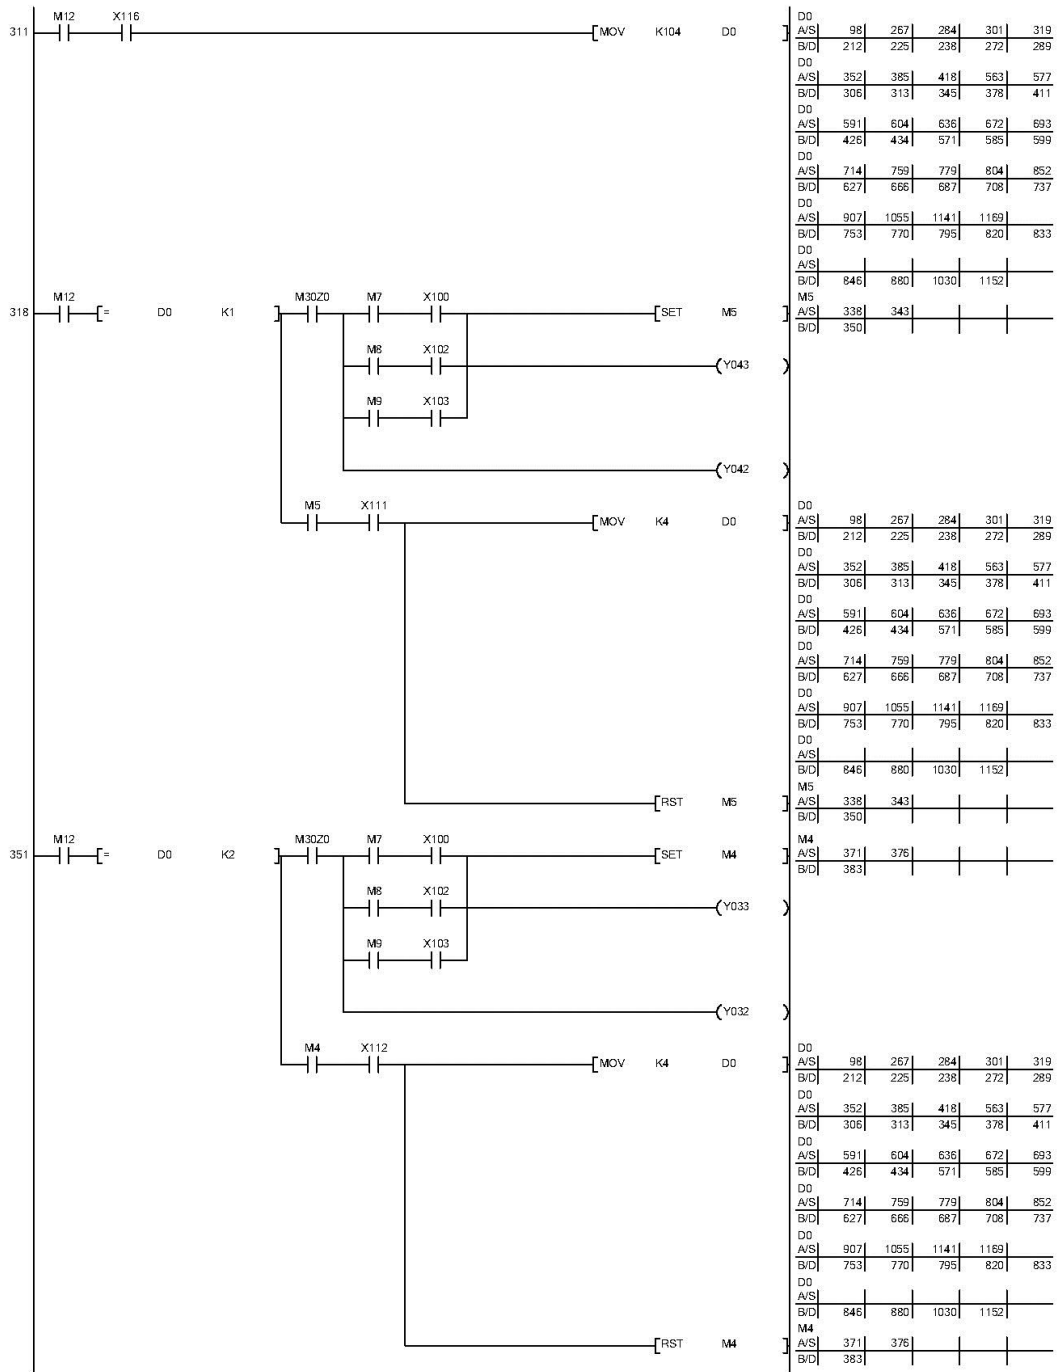 M12 X116 D0
311 MOV K104 D0 A/S 98 267 284 301 319
B/D 212 225 238 272 289
D0
A/S 352 385 418 563 577
B/D 306 313 345 378 411
D0
A/S 591 604 636 672 693
B/D 426 434 571 585 599
D0
A/S 714 759 779 804 852
B/D 627 666 687 708 737
D0
A/S 907 1055 1141 1169
B/D 753 770 795 820 833
D0
A/S
B/D 846 880 1030 1152
M12 M30Z0 M7 X100 M5
318 = D0 K1 SET M5 A/S 338 343
B/D 350
M8 X102
Y043
M9 X103
Y042
M5 X111 D0
MOV K4 D0 A/S 98 267 284 301 319
B/D 212 225 238 272 289
D0
A/S 352 385 418 563 577
B/D 306 313 345 378 411
D0
A/S 591 604 636 672 693
B/D 426 434 571 585 599
D0
A/S 714 759 779 804 852
B/D 627 666 687 708 737
D0
A/S 907 1055 1141 1169
B/D 753 770 795 820 833
D0
A/S
B/D 846 880 1030 1152
M5
RST M5 A/S 338 343
B/D 350
M12 M30Z0 M7 X100 M4
351 = D0 K2 SET M4 A/S 371 376
B/D 383
M8 X102
Y033
M9 X103
Y032
M4 X112 D0
MOV K4 D0 A/S 98 267 284 301 319
B/D 212 225 238 272 289
D0
A/S 352 385 418 563 577
B/D 306 313 345 378 411
D0
A/S 591 604 636 672 693
B/D 426 434 571 585 599
D0
A/S 714 759 779 804 852
B/D 627 666 687 708 737
D0
A/S 907 1055 1141 1169
B/D 753 770 795 820 833
D0
A/S
B/D 846 880 1030 1152
M4
RST M4 A/S 371 376
B/D 383